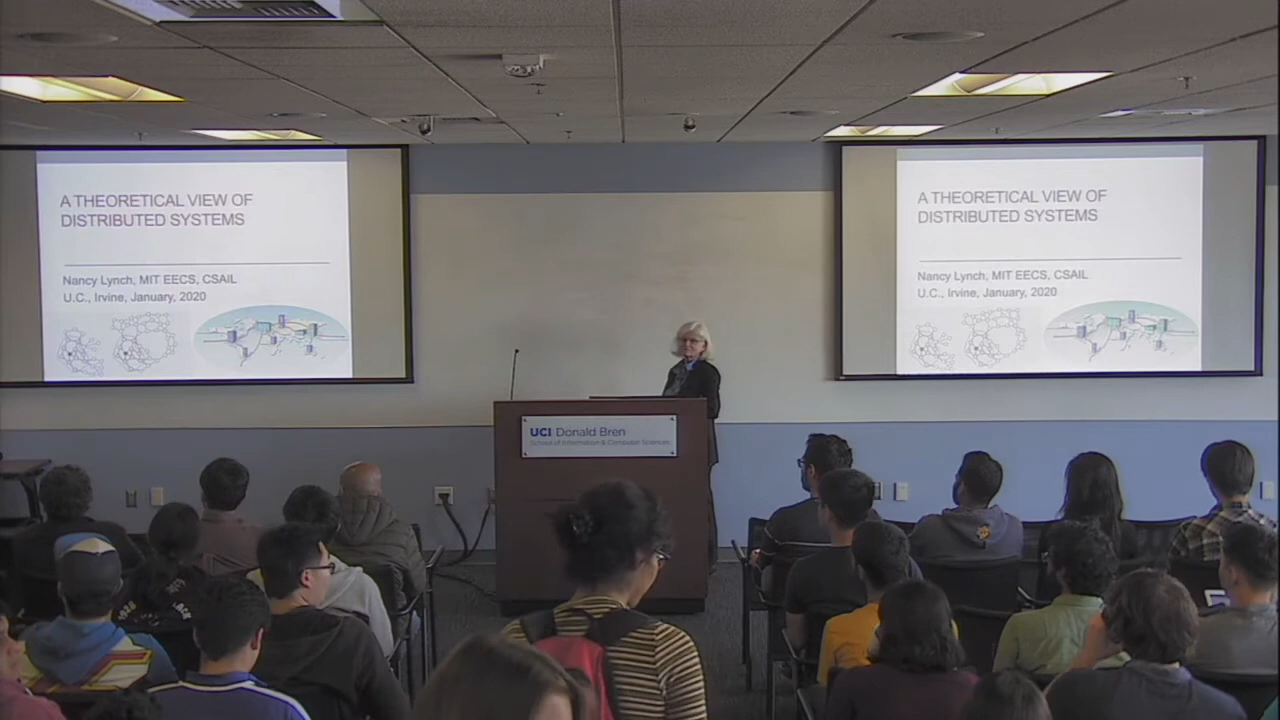 A THEORETICAL VIEW OF
DISTRIBUTED SYSTEMS
Nancy Lynch, MIT EECS, CSAIL
U.C., Irvine, January, 2020
A THEORETICAL VIEW OF
DISTRIBUTED SYSTEMS
Nancy Lynch, MIT EECS, CSAIL
U.C., Irvine, January, 2020
UCI Donald Bren
School of Information & Computer Sciences